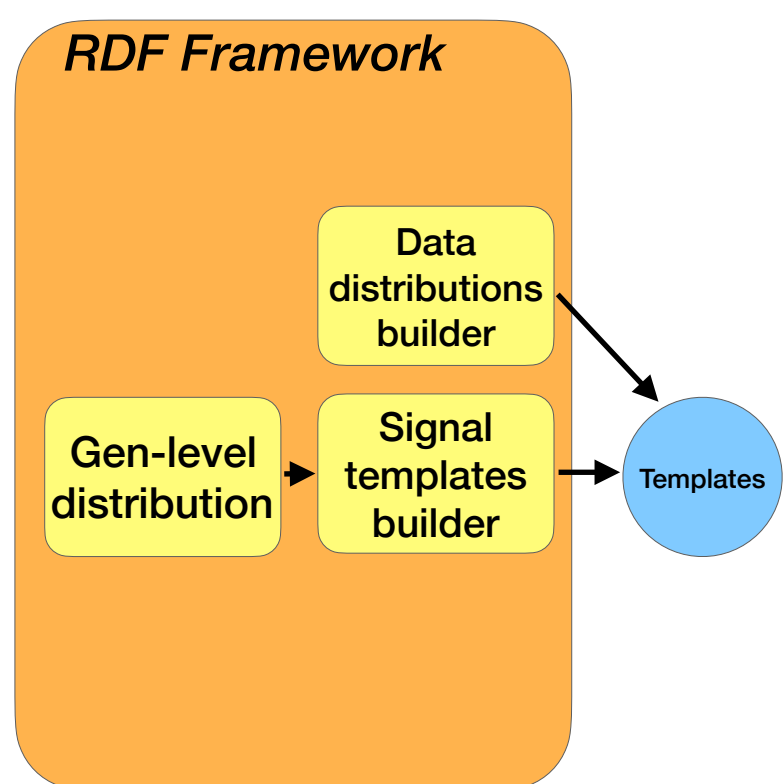 RDF Framework
Data
distributions
builder
Gen-level
distribution
Signal
templates
builder
Templates